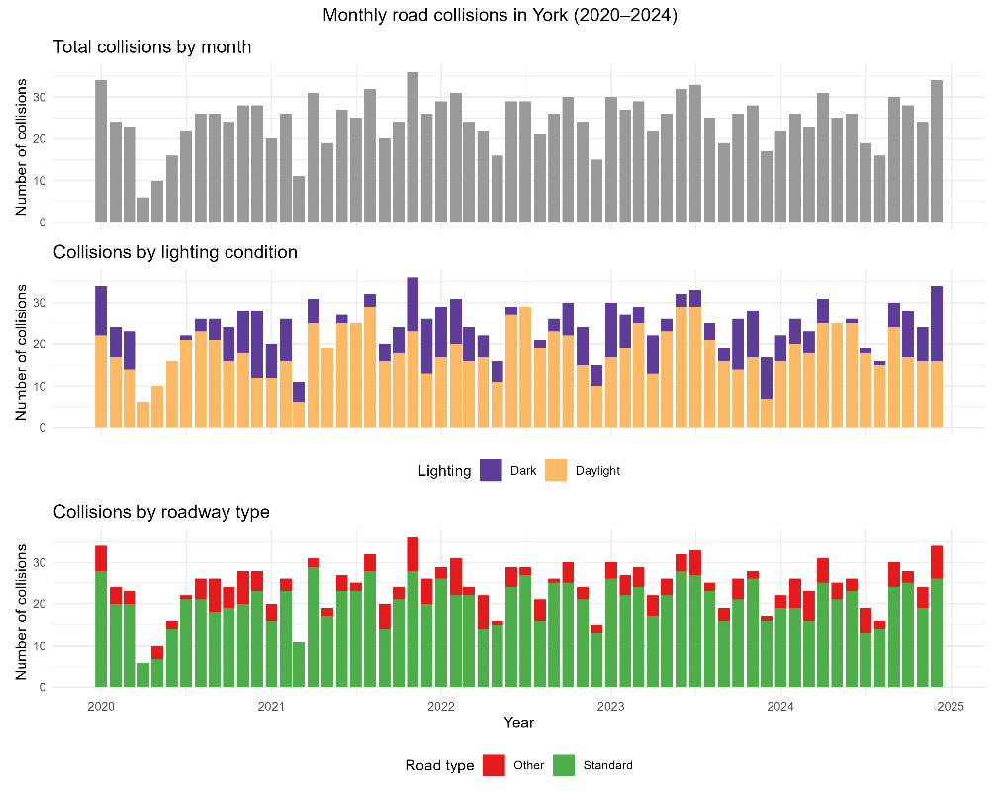 Monthly road collisions in York (2020–2024)
Total collisions by month
Number of collisions
30
20
10
0
Collisions by lighting condition
Number of collisions
30
20
10
0
Lighting Dark Daylight
Collisions by roadway type
Number of collisions
30
20
10
0
2020 2021 2022 2023 2024 2025
Year
Road type Other Standard